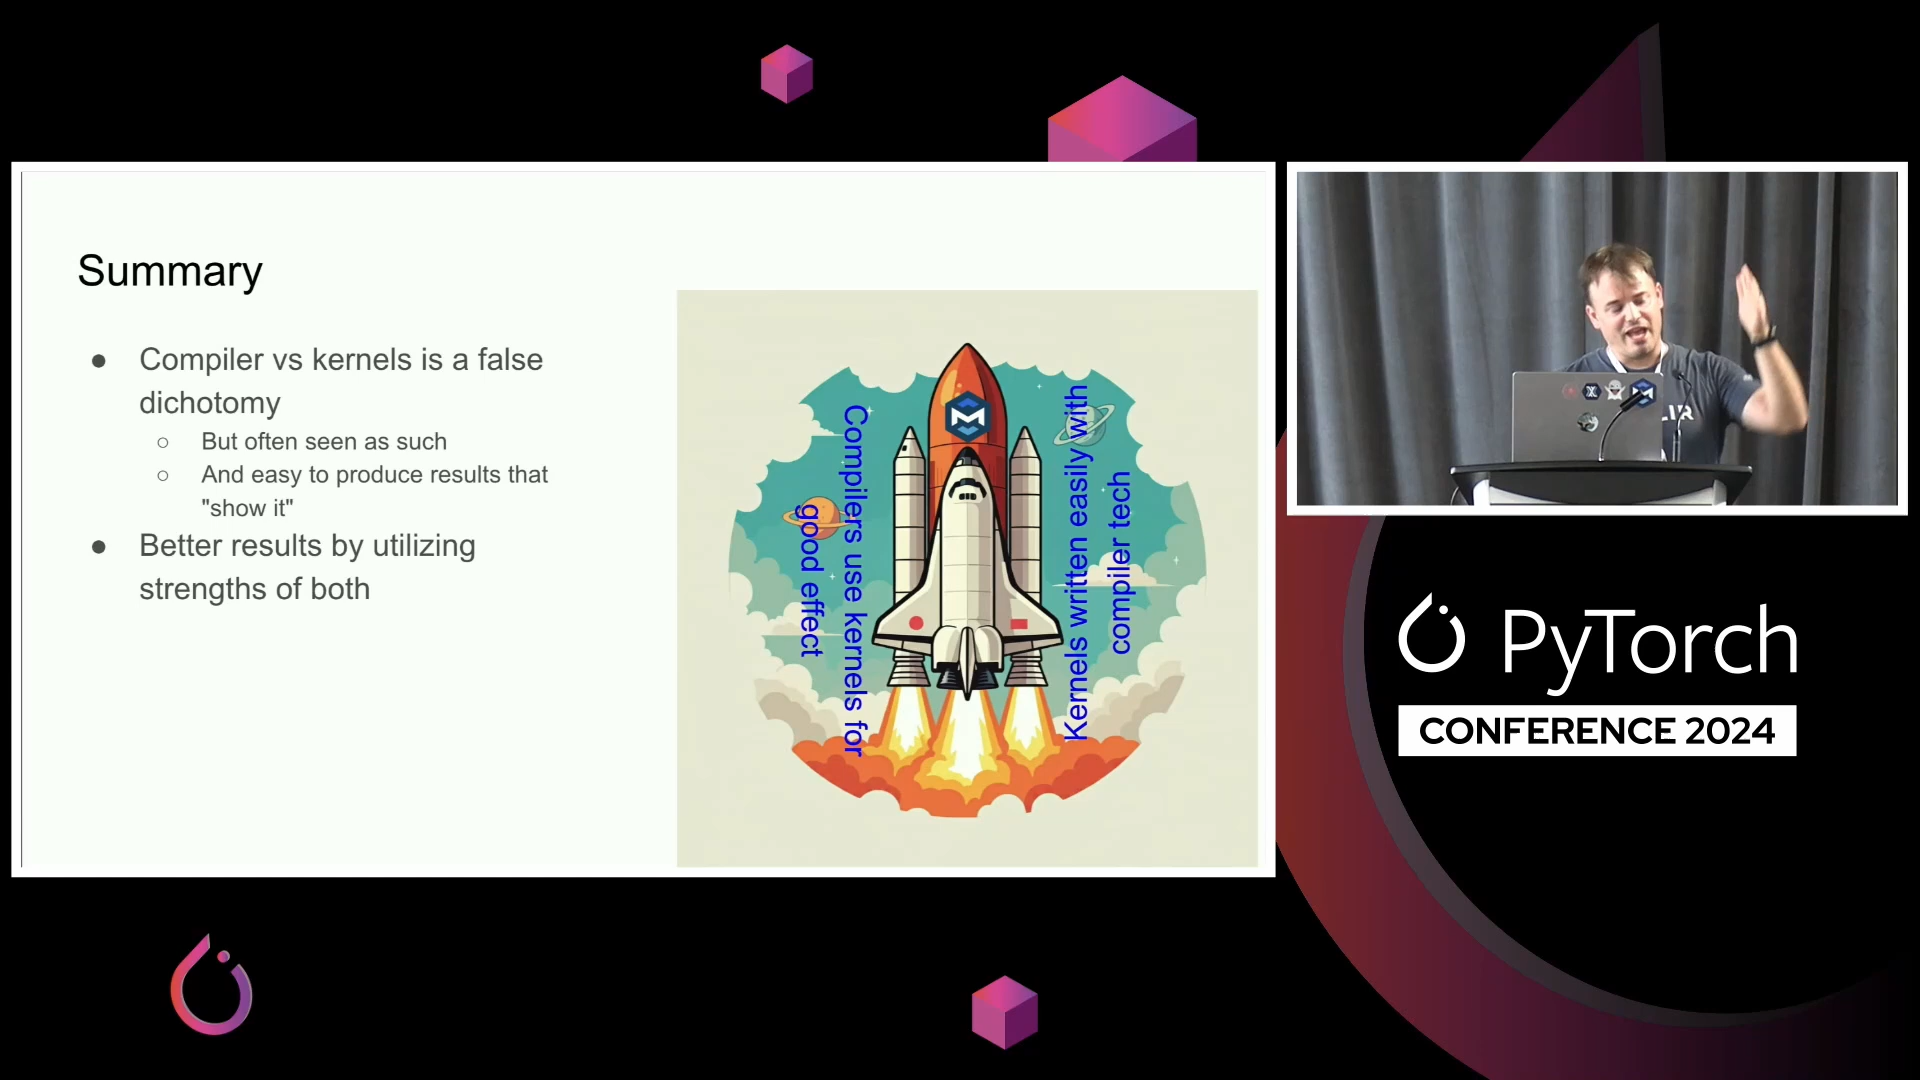 Summary
● Compiler vs kernels is a false
dichotomy
○ But often seen as such
○ And easy to produce results that
"show it"
● Better results by utilizing
strengths of both
Compilers use kernels for
good effect
Kernels written easily with
compiler tech
M
PyTorch
CONFERENCE 2024